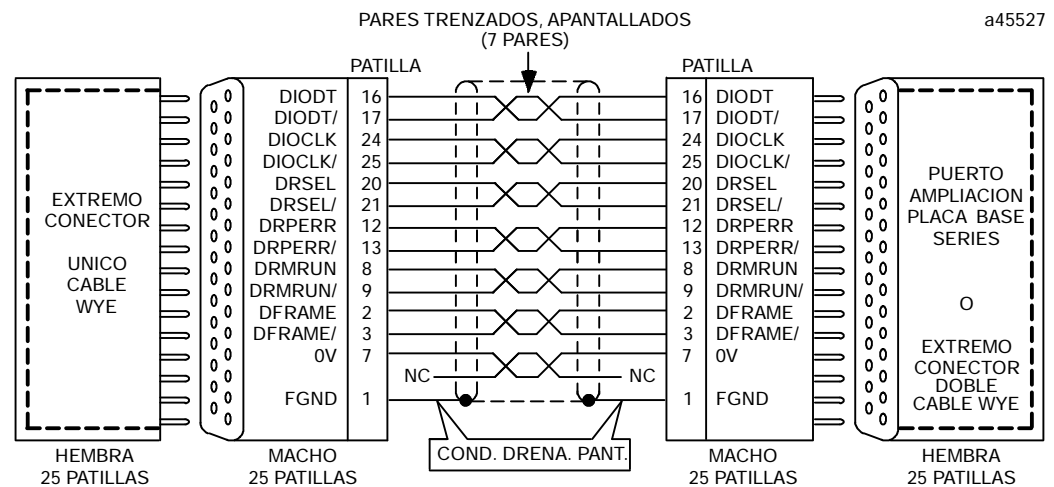 PARES TRENZADOS, APANTALLADOS
(7 PARES)
a45527
PATILLA
PATILLA
EXTREMO
CONECTOR
UNICO
CABLE
WYE
DIODT 16
DIODT/ 17
DIOCLK 24
DIOCLK/ 25
DRSEL 20
DRSEL/ 21
DRPERR 12
DRPERR/ 13
DRMRUN 8
DRMRUN/ 9
DFRAME 2
DFRAME/ 3
0V 7
FGND 1
NC
NC
COND. DRENA. PANT.
16 DIODT
17 DIODT/
24 DIOCLK
25 DIOCLK/
20 DRSEL
21 DRSEL/
12 DRPERR
13 DRPERR/
8 DRMRUN
9 DRMRUN/
2 DFRAME
3 DFRAME/
7 0V
1 FGND
PUERTO
AMPLIACION
PLACA BASE
SERIES
O
EXTREMO
CONECTOR
DOBLE
CABLE WYE
HEMBRA
25 PATILLAS
MACHO
25 PATILLAS
MACHO
25 PATILLAS
HEMBRA
25 PATILLAS